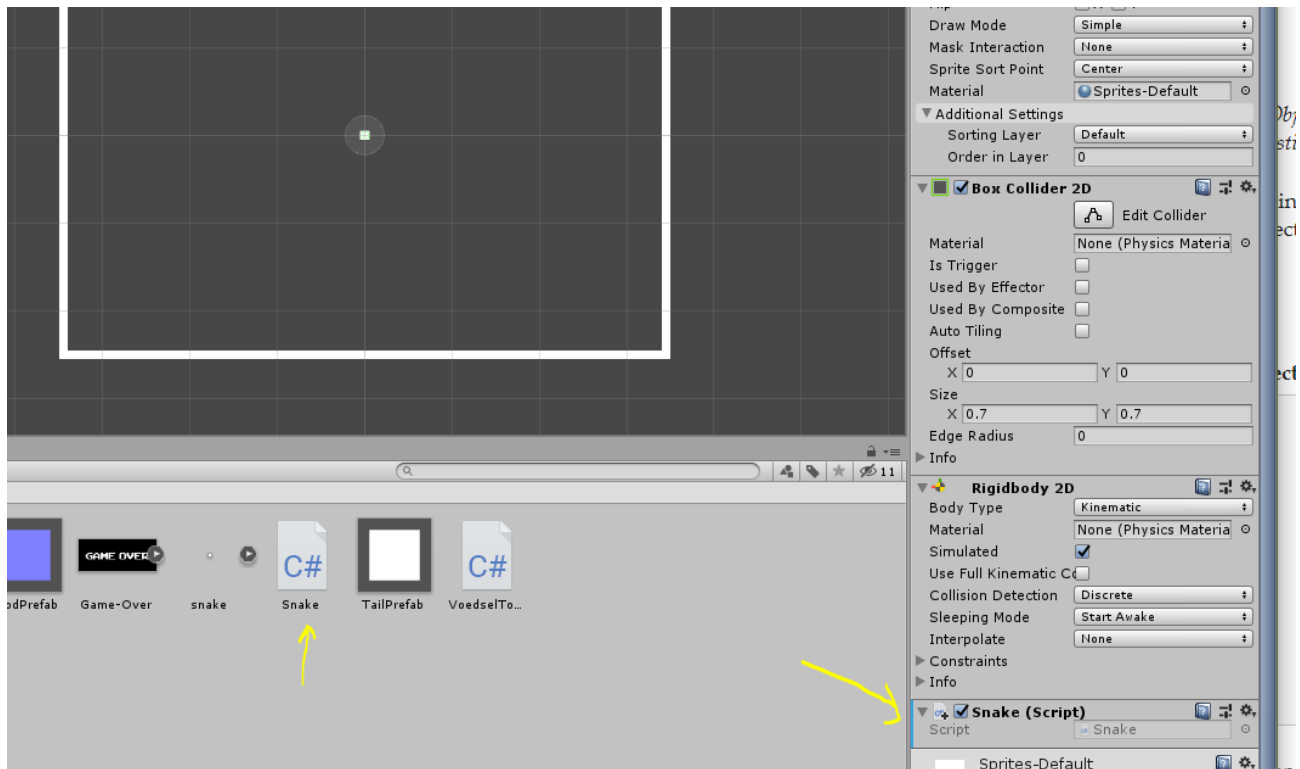 Draw Mode Simple
Mask Interaction None
Sprite Sort Point Center
Material Sprites-Default
Additional Settings
Sorting Layer Default
Order in Layer 0
Box Collider 2D
Edit Collider
Material None (Physics Materia
Is Trigger
Used By Effector
Used By Composite
Auto Tiling
Offset
X 0 Y 0
Size
X 0.7 Y 0.7
Edge Radius 0
Info
11
Rigidbody 2D
Body Type Kinematic
Material None (Physics Materia
Simulated
Use Full Kinematic Co
Collision Detection Discrete
Sleeping Mode Start Awake
Interpolate None
Constraints
Info
Snake (Script)
Script Snake
Sprites-Default
GAME OVER
C#
C#
odPrefab Game-Over snake Snake TailPrefab VoedselTo...